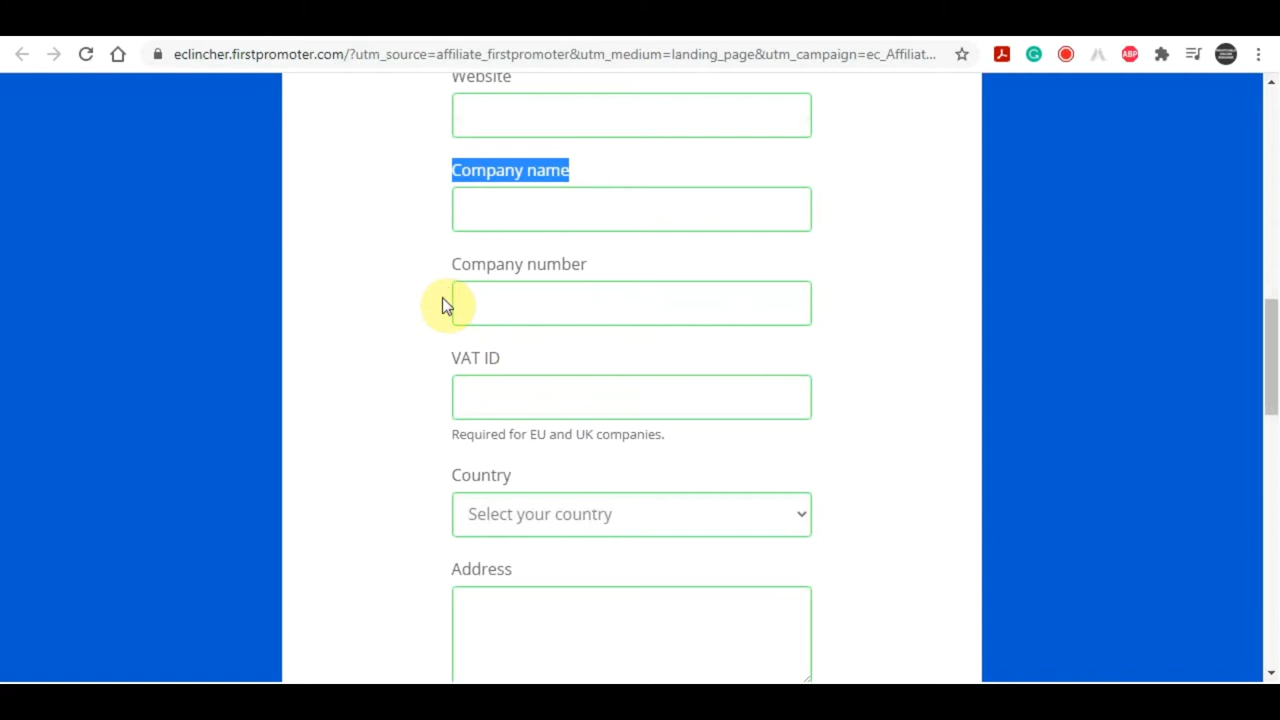 eclincher.firstpromoter.com/?utm_source=affiliate_firstpromoter&utm_medium=landing_page&utm_campaign=ec_Affiliat...
ABP
Website
Company name
Company number
VAT ID
Required for EU and UK companies.
Country
Select your country
Address